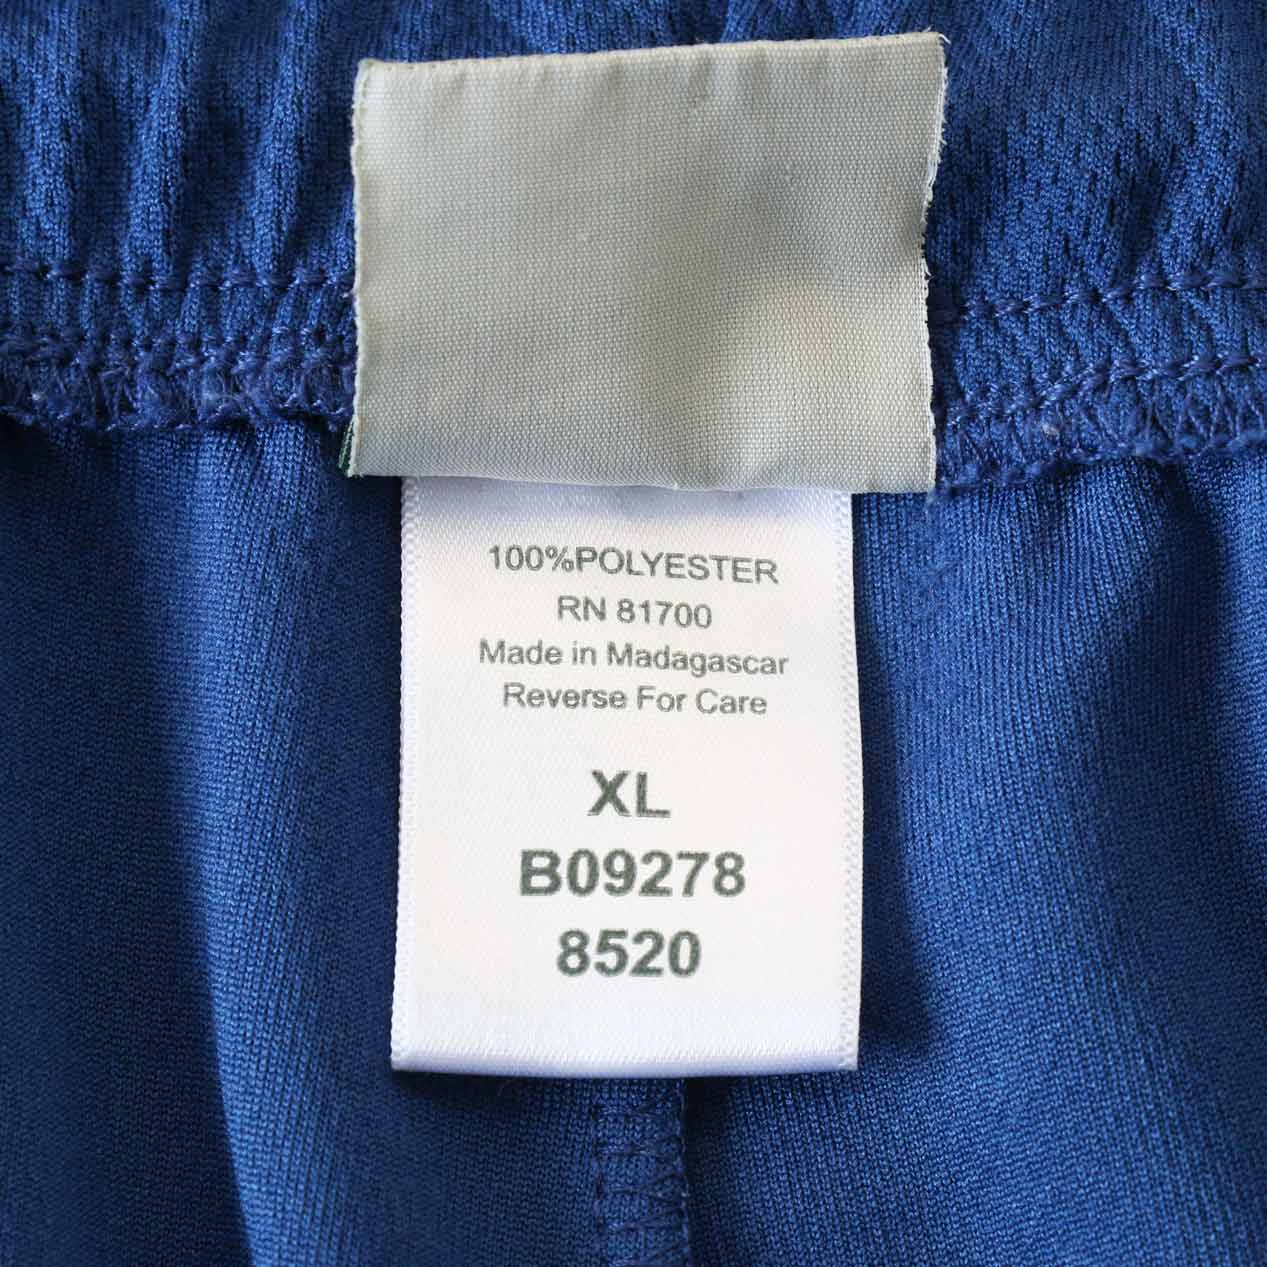 100%POLYESTER
RN 81700
Made in Madagascar
Reverse For Care
XL
B09278
8520